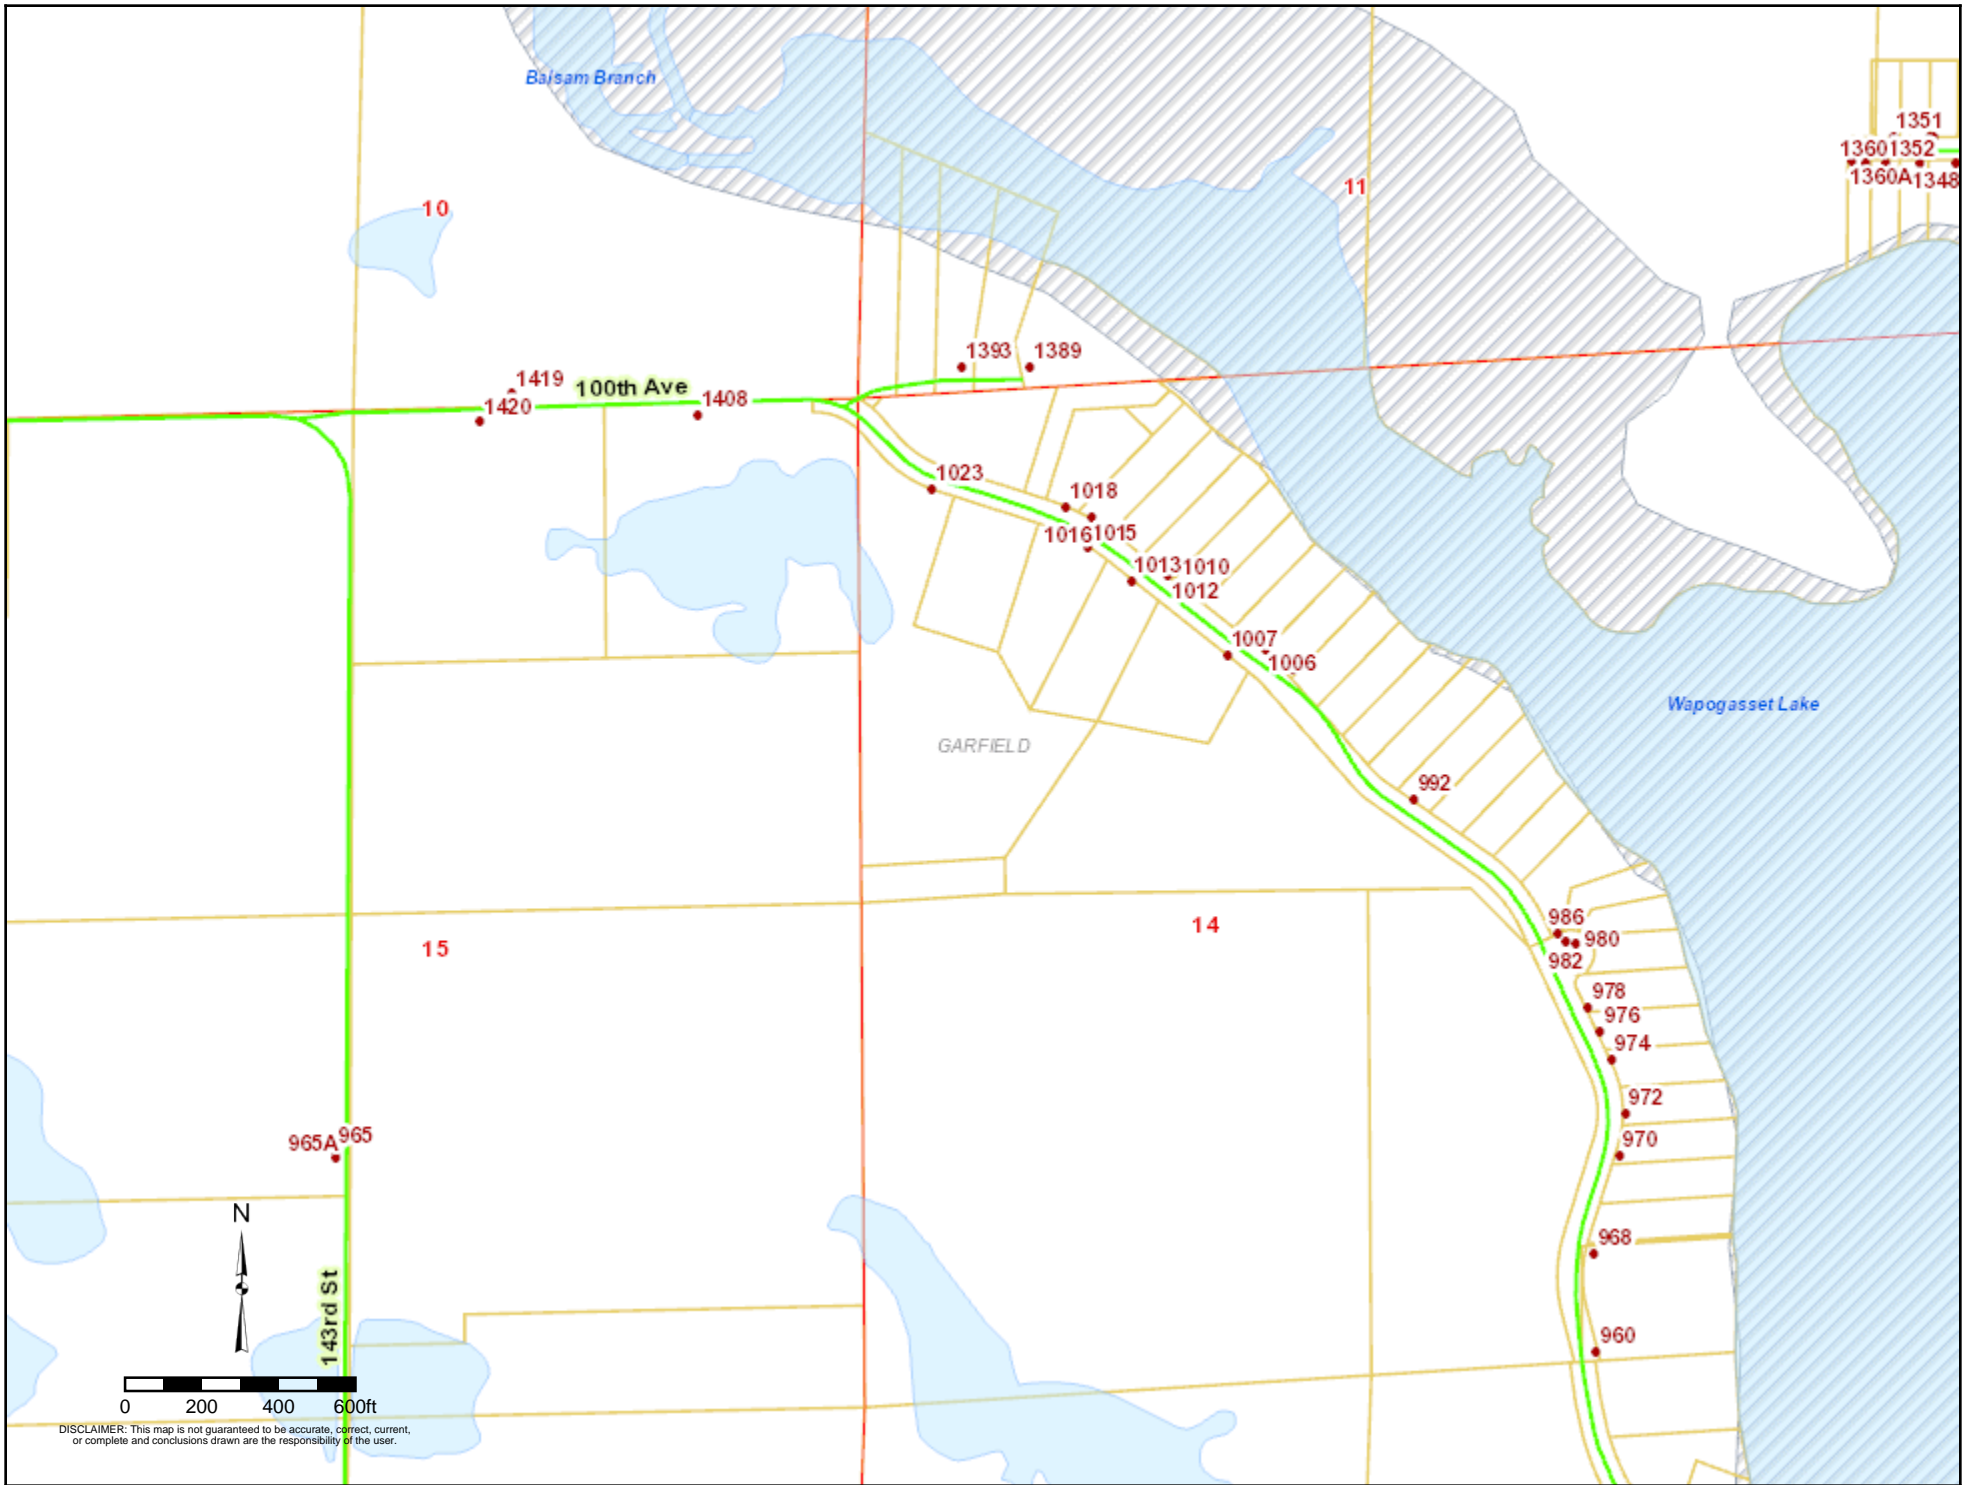 Balsam Branch
1351
1360 1352
1360A 1348
11
10
1393 1389
1419
100th Ave
1420
1408
1023
1018
1016 1015
1013 1010
1012
1007
1006
Wapogasset Lake
GARFIELD
992
986
14
980
15
982
978
976
974
972
965A 965
970
N
968
143rd St
960
0 200 400 600ft
DISCLAIMER: This map is not guaranteed to be accurate, correct, current,
or complete and conclusions drawn are the responsibility of the user.